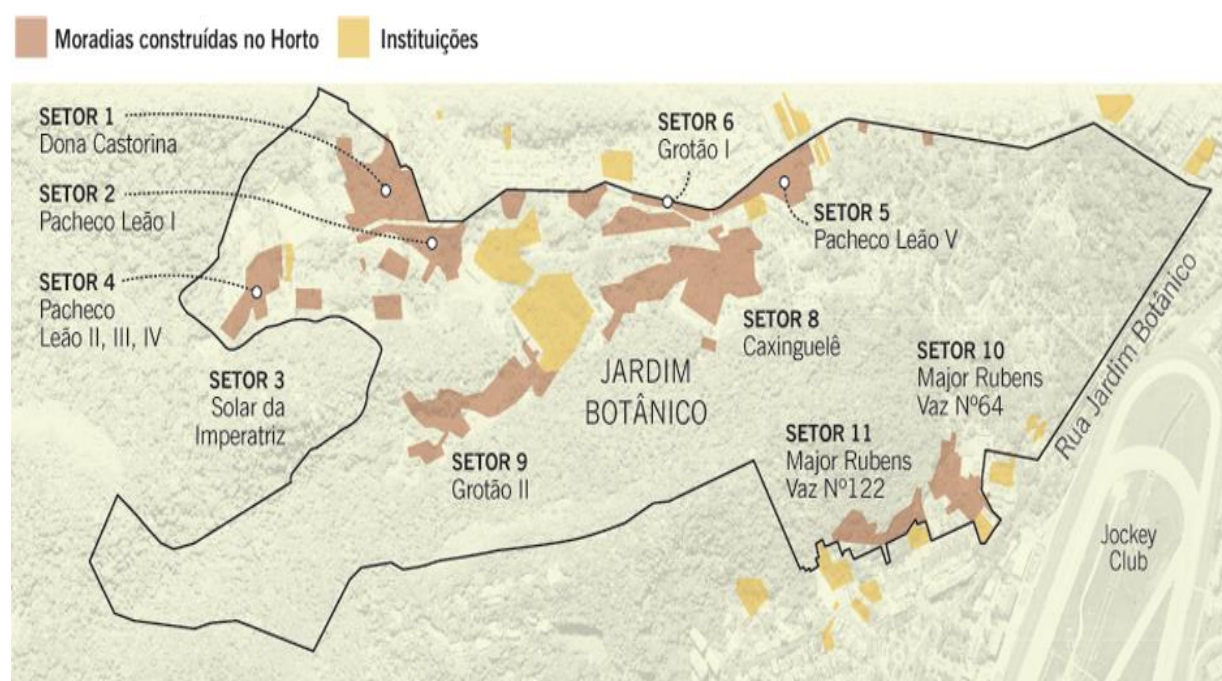 Moradias construídas no Horto
Instituições
SETOR 1
Dona Castorina
SETOR 2
Pacheco Leão I
SETOR 4
Pacheco
Leão II, III, IV
SETOR 3
Solar da
Imperatriz
SETOR 9
Grotão II
SETOR 6
Grotão I
SETOR 5
Pacheco Leão V
SETOR 8
Caxinguelê
JARDIM
BOTÂNICO
SETOR 10
Major Rubens
Vaz Nº64
SETOR 11
Major Rubens
Vaz Nº122
Rua Jardim Botânico
Jockey
Club